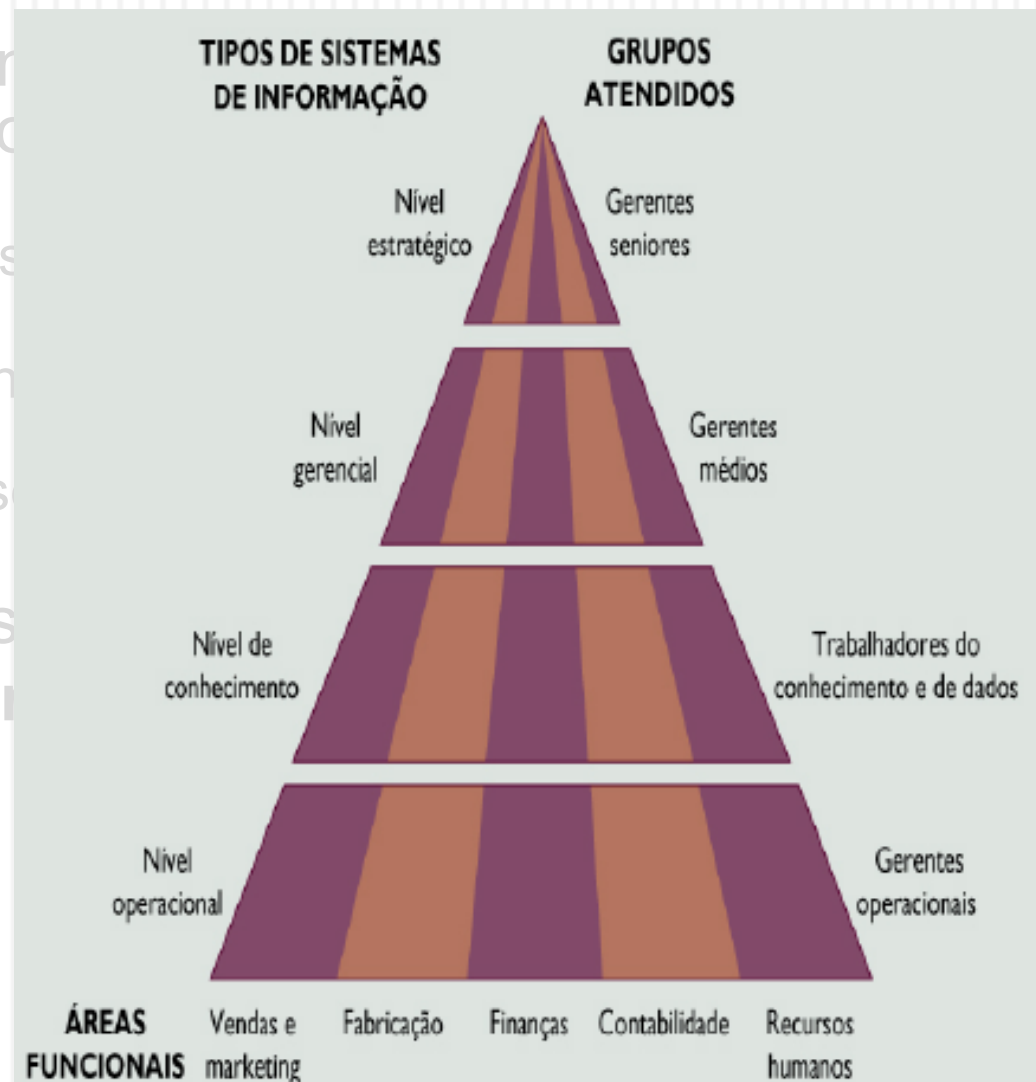 TIPOS DE SISTEMAS
DE INFORMAÇÃO
GRUPOS
ATENDIDOS
Nível
estratégico
Gerentes
seniores
Nível
gerencial
Gerentes
médios
Nível de
conhecimento
Trabalhadores do
conhecimento e de dados
Nível
operacional
Gerentes
operacionais
ÁREAS
FUNCIONAIS
Vendas e
marketing
Fabricação
Finanças
Contabilidade
Recursos
humanos